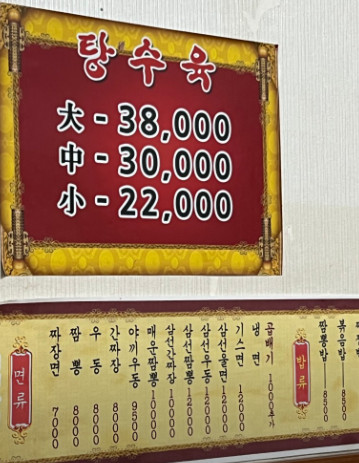 탕수육
大 - 38,000
中 - 30,000
小 - 22,000
면류
짜장면 7000
짬뽕 8000
우동 8000
간짜장 8000
야끼우동 9500
매운짬뽕 10000
삼선간짜장 10000
삼선짬뽕 12000
삼선우동 12000
삼선울면 12000
기스면 12000
냉면
곱빼기 1000추가
밥류
볶음밥 8500
짬뽕밥 8500